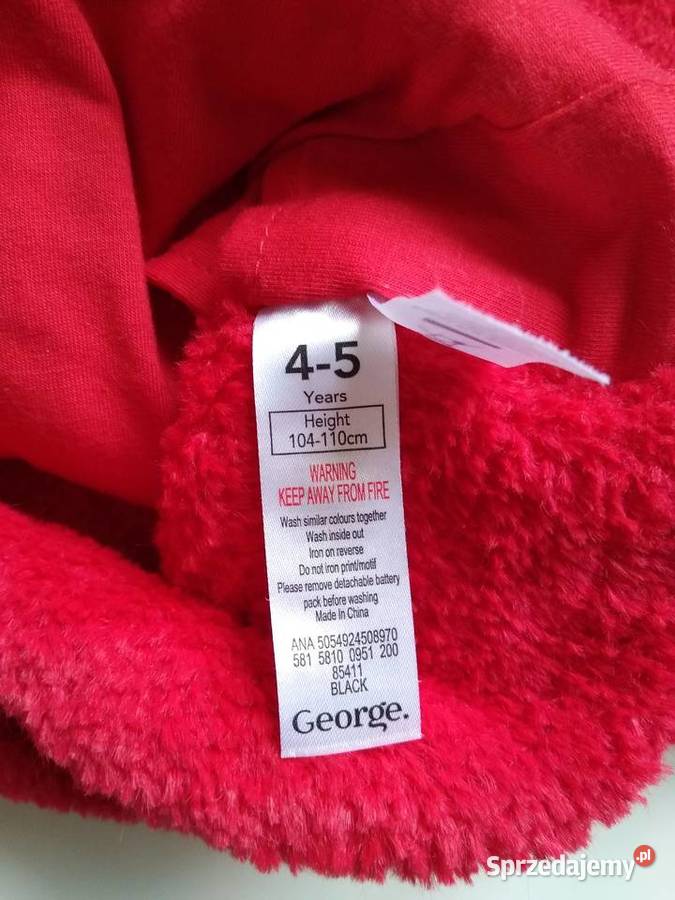 4-5
Years
Height
104-110cm
WARNING
KEEP AWAY FROM FIRE
Wash similar colours together
Wash inside out
Iron on reverse
Do not iron print/motif
Please remove detachable battery
pack before washing
Made In China
ANA 5054924508970
581 5810 0951 200
85411
BLACK
George.
Sprzedajemy.pl